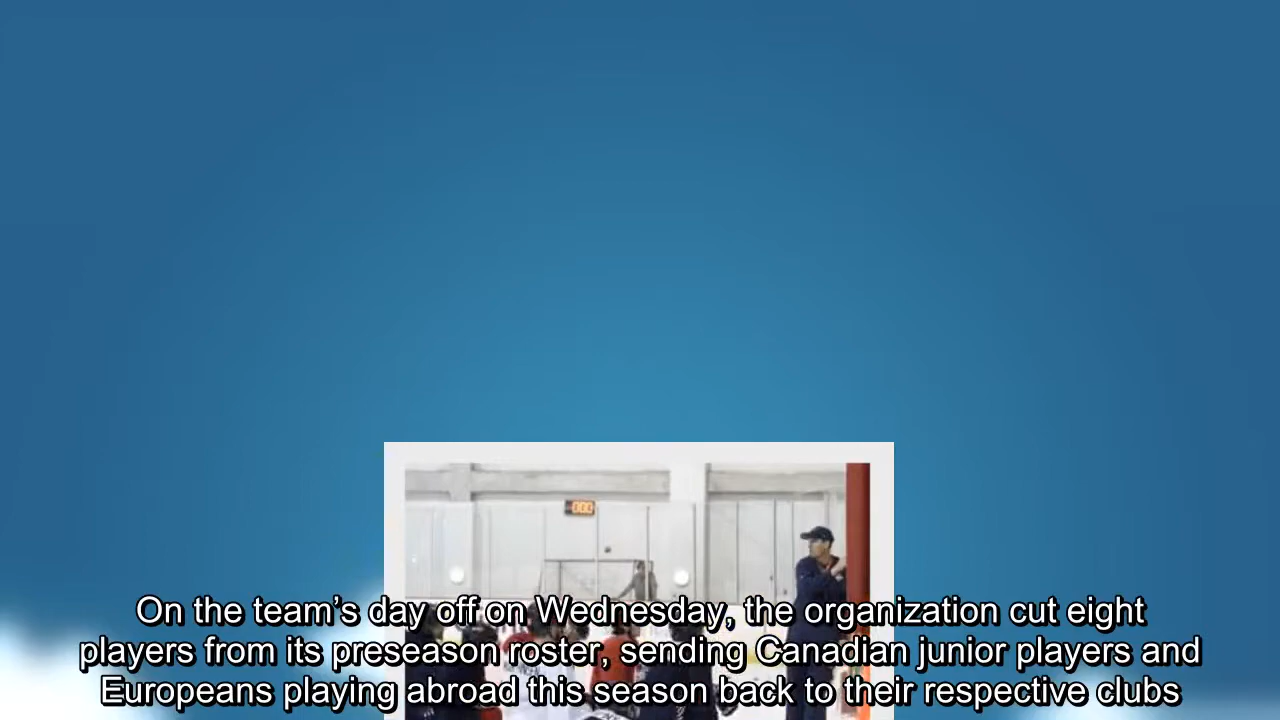 000
On the team’s day off on Wednesday, the organization cut eight
players from its preseason roster, sending Canadian junior players and
Europeans playing abroad this season back to their respective clubs